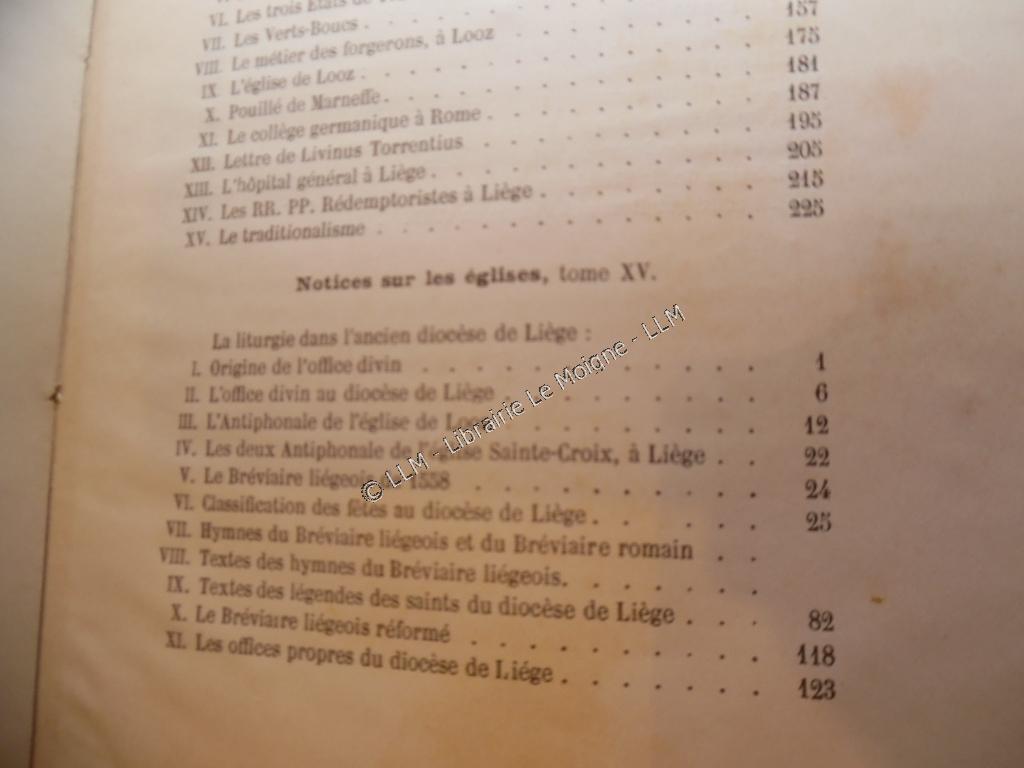 VI. Les trois États de
VII. Les Verts-Boucs .
VIII. Le métier des forgerons, à Looz . . . . . 157
IX. L'église de Looz . . . . . . . . . . 175
X. Pouillé de Marneffe . . . . . . . . . . 181
XI. Le collège germanique à Rome . . . . . . . 187
XII. Lettre de Livinus Torrentius . . . . . . . . 195
XIII. L'hôpital général à Liège . . . . . . . . . 205
XIV. Les RR. PP. Rédemptoristes à Liège . . . . . . 215
XV. Le traditionalisme . . . . . . . . . . . 225
Notices sur les églises, tome XV.
La liturgie dans l'ancien diocèse de Liège :
I. Origine de l'office divin . . . . . . . . . . 1
II. L'office divin au diocèse de Liège . . . . . . . 6
III. L'Antiphonale de l'église de Looz . . . . . . . 12
IV. Les deux Antiphonale de l'église Sainte-Croix, à Liège . . 22
V. Le Bréviaire liégeois 1558 . . . . . . . . . 24
VI. Classification des fêtes au diocèse de Liège . . . . . 25
VII. Hymnes du Bréviaire liégeois et du Bréviaire romain . .
VIII. Textes des hymnes du Bréviaire liégeois. . . . . . .
IX. Textes des légendes des saints du diocèse de Liège . . . 82
X. Le Bréviaire liégeois réformé . . . . . . . . . 118
XI. Les offices propres du diocèse de Liége . . . . . . . 123
© LLM - Librairie Le Moigne - LLM